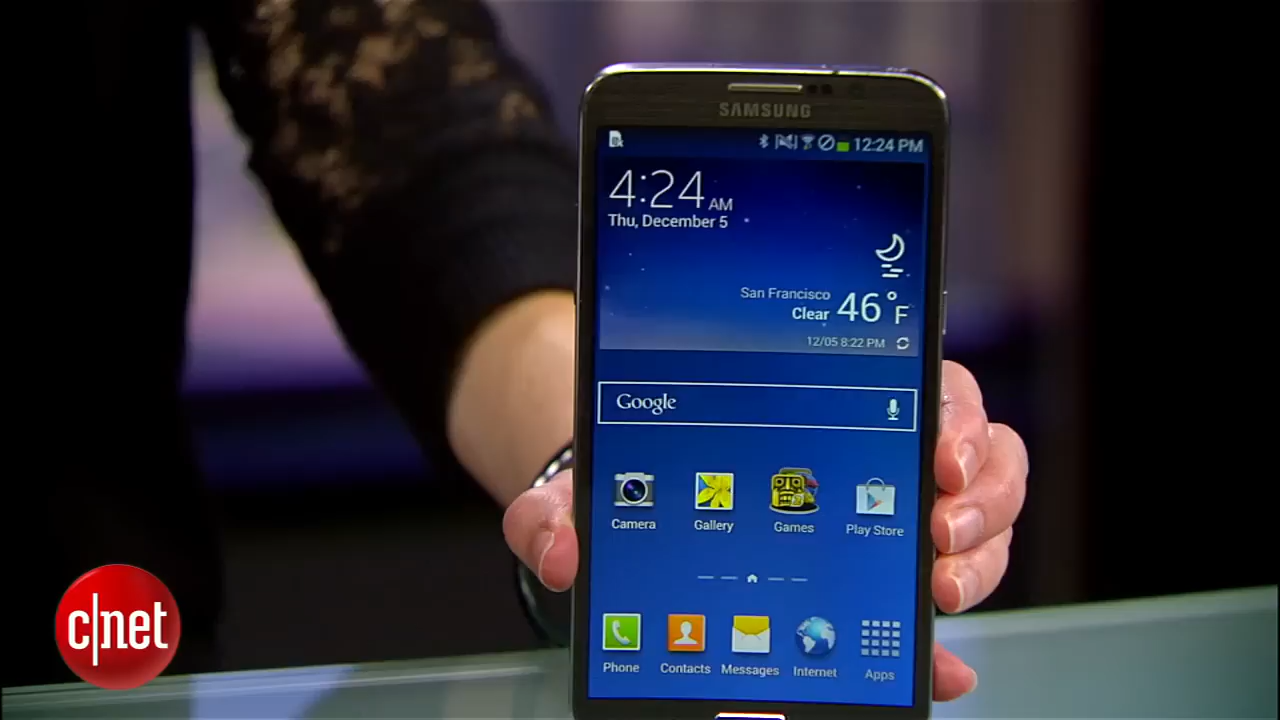 SAMSUNG
12:24 PM
4:24 AM
Thu, December 5
San Francisco
Clear 46°F
12/05 8:22 PM
Google
Camera Gallery Games Play Store
Phone Contacts Messages Internet Apps
c|net